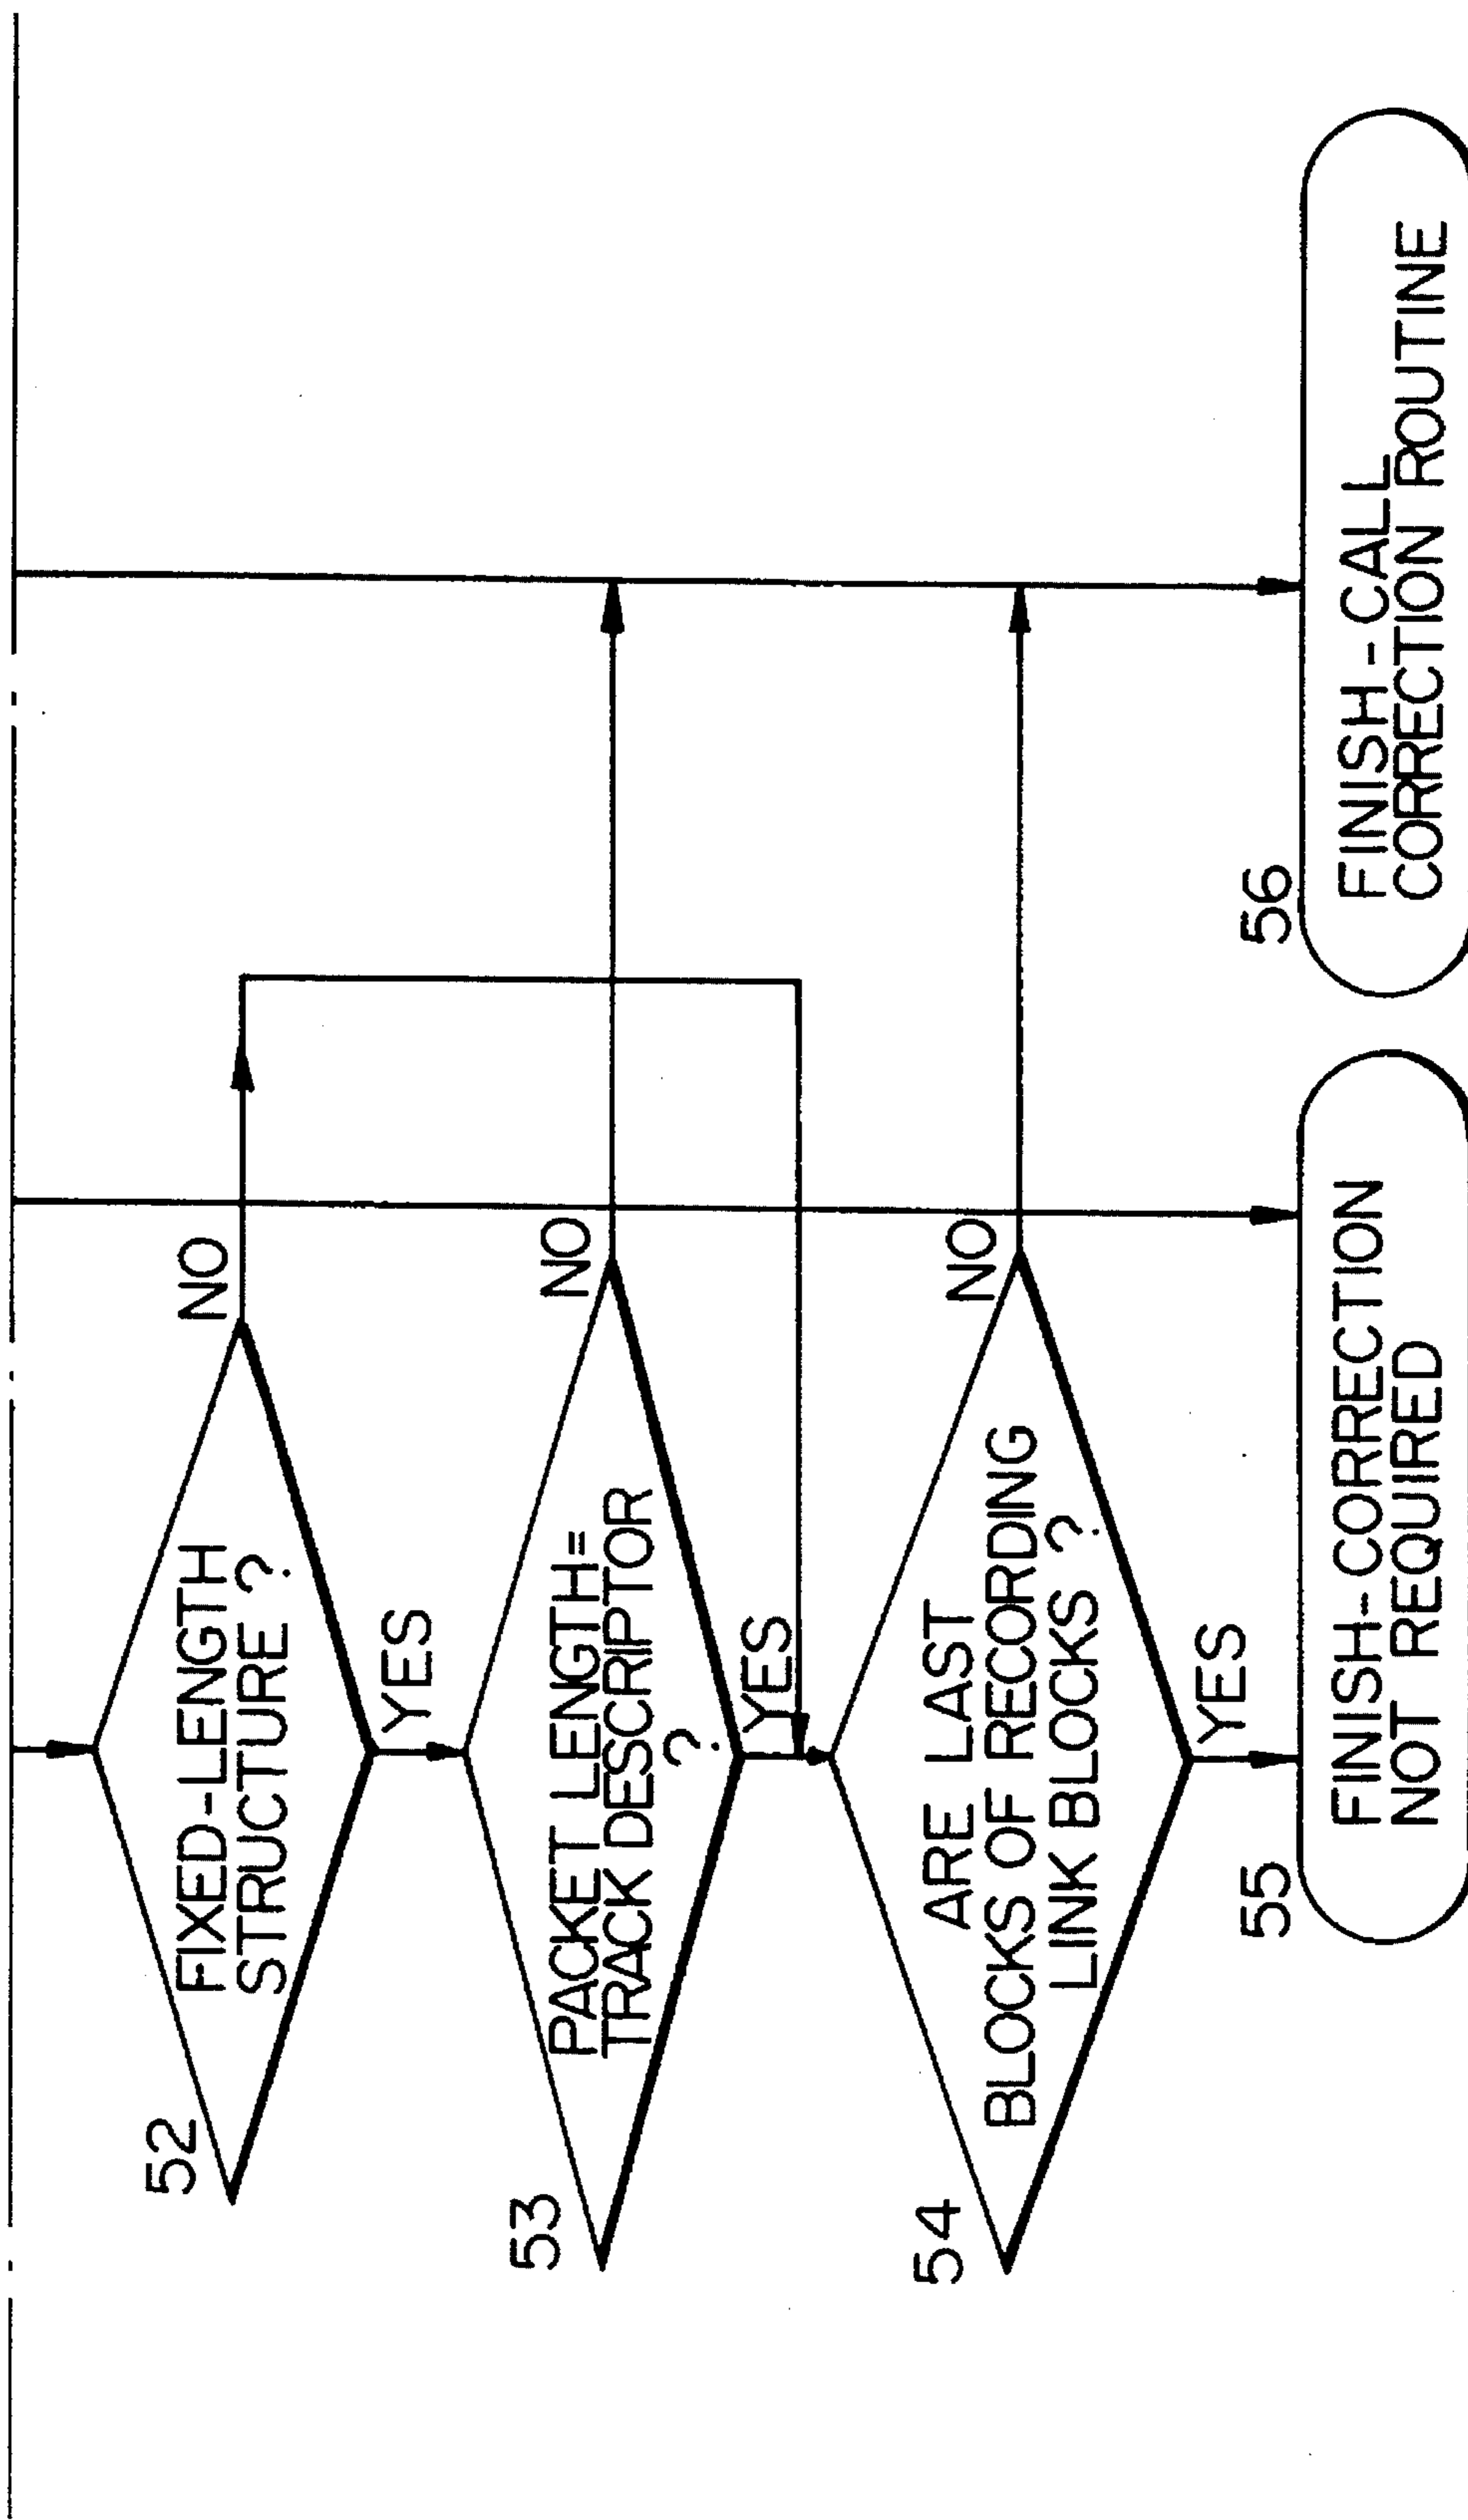 52
FIXED-LENGTH
STRUCTURE ?
NO
YES
53
PACKET LENGTH=
TRACK DESCRIPTOR
?
NO
YES
54
ARE LAST
BLOCKS OF RECORDING
LINK BLOCKS ?
NO
YES
55
FINISH-CORRECTION
NOT REQUIRED
56
FINISH-CALL
CORRECTION ROUTINE